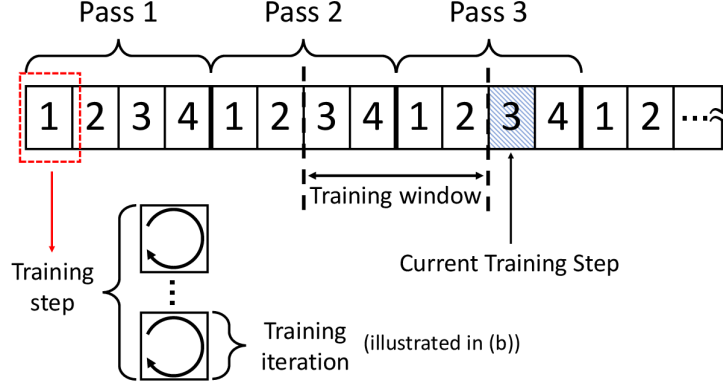 Pass 1 Pass 2 Pass 3
1 2 3 4 1 2 3 4 1 2 3 4 1 2 ...
Training window
Current Training Step
Training
step
Training
iteration
(illustrated in (b))